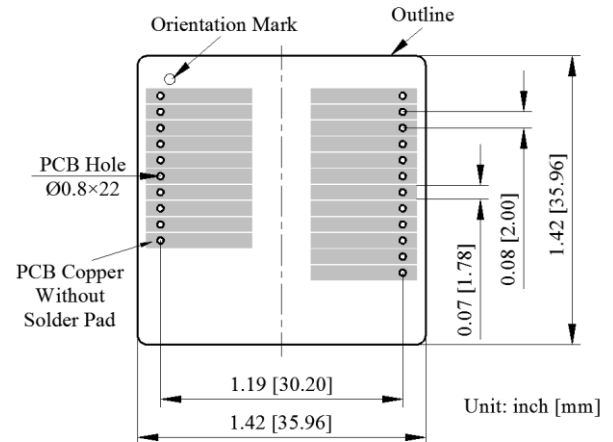 Orientation Mark
Outline
PCB Hole
Ø0.8×22
PCB Copper
Without
Solder Pad
0.07 [1.78]
0.08 [2.00]
1.42 [35.96]
1.19 [30.20]
1.42 [35.96]
Unit: inch [mm]